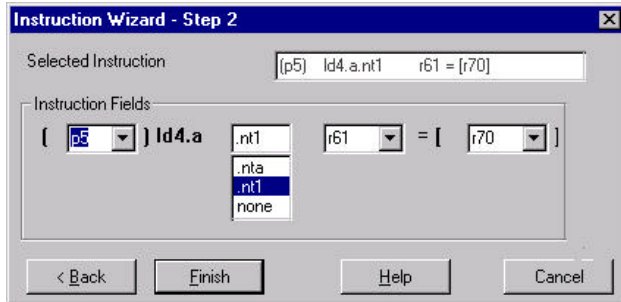 Instruction Wizard - Step 2
Selected Instruction (p5) ld4.a.nt1 r61 = [r70]
Instruction Fields
( p5 ) ld4.a .nt1 r61 = [ r70 ]
.nta
.nt1
none
< Back Finish Help Cancel